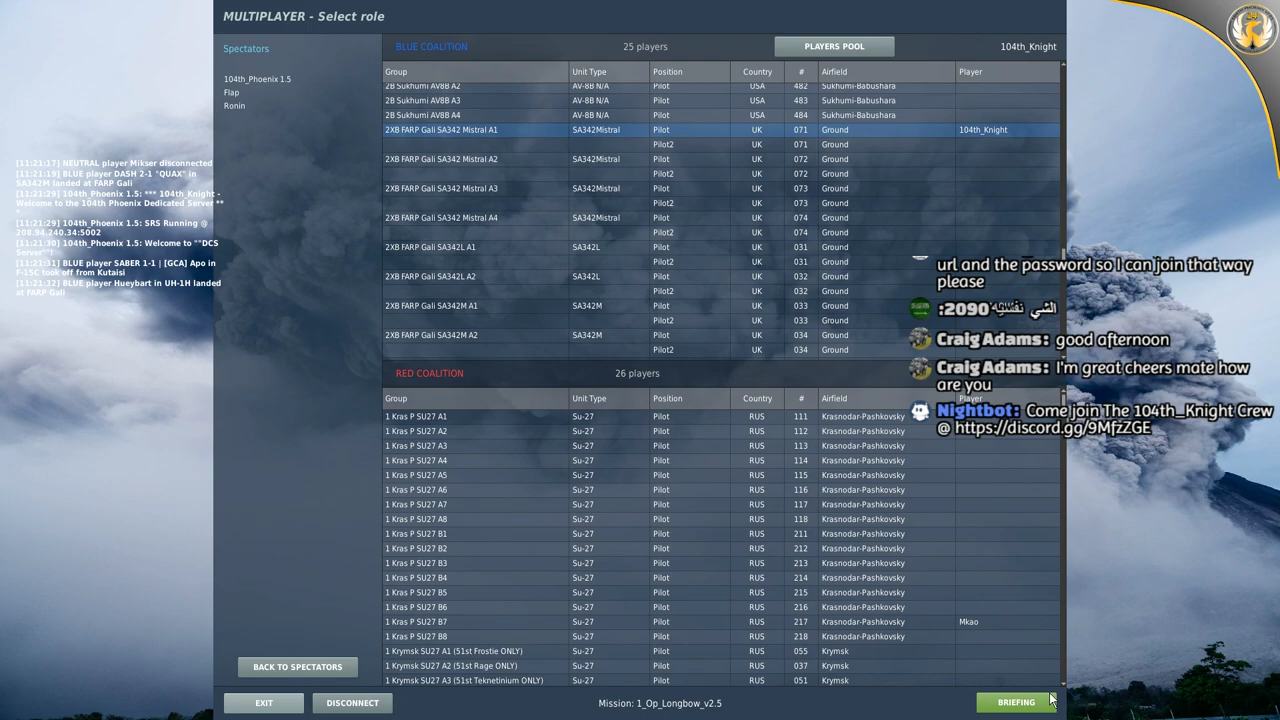 MULTIPLAYER - Select role
Spectators
104th_Phoenix 1.5
Flap
Ronin
BLUE COALITION 25 players PLAYERS POOL 104th_Knight
Group Unit Type Position Country # Airfield Player
2B Sukhumi AV8B A2 AV-8B N/A Pilot USA 482 Sukhumi-Babushara
2B Sukhumi AV8B A3 AV-8B N/A Pilot USA 483 Sukhumi-Babushara
2B Sukhumi AV8B A4 AV-8B N/A Pilot USA 484 Sukhumi-Babushara
2XB FARP Gali SA342 Mistral A1 SA342Mistral Pilot UK 071 Ground 104th_Knight
Pilot2 UK 071 Ground
2XB FARP Gali SA342 Mistral A2 SA342Mistral Pilot UK 072 Ground
Pilot2 UK 072 Ground
2XB FARP Gali SA342 Mistral A3 SA342Mistral Pilot UK 073 Ground
Pilot2 UK 073 Ground
2XB FARP Gali SA342 Mistral A4 SA342Mistral Pilot UK 074 Ground
Pilot2 UK 074 Ground
2XB FARP Gali SA342L A1 SA342L Pilot UK 031 Ground
Pilot2 UK 031 Ground
2XB FARP Gali SA342L A2 SA342L Pilot UK 032 Ground
Pilot2 UK 032 Ground
2XB FARP Gali SA342M A1 SA342M Pilot UK 033 Ground
Pilot2 UK 033 Ground
2XB FARP Gali SA342M A2 SA342M Pilot UK 034 Ground
Pilot2 UK 034 Ground
RED COALITION 26 players
Group Unit Type Position Country # Airfield Player
1 Kras P SU27 A1 Su-27 Pilot RUS 111 Krasnodar-Pashkovsky
1 Kras P SU27 A2 Su-27 Pilot RUS 112 Krasnodar-Pashkovsky
1 Kras P SU27 A3 Su-27 Pilot RUS 113 Krasnodar-Pashkovsky
1 Kras P SU27 A4 Su-27 Pilot RUS 114 Krasnodar-Pashkovsky
1 Kras P SU27 A5 Su-27 Pilot RUS 115 Krasnodar-Pashkovsky
1 Kras P SU27 A6 Su-27 Pilot RUS 116 Krasnodar-Pashkovsky
1 Kras P SU27 A7 Su-27 Pilot RUS 117 Krasnodar-Pashkovsky
1 Kras P SU27 A8 Su-27 Pilot RUS 118 Krasnodar-Pashkovsky
1 Kras P SU27 B1 Su-27 Pilot RUS 211 Krasnodar-Pashkovsky
1 Kras P SU27 B2 Su-27 Pilot RUS 212 Krasnodar-Pashkovsky
1 Kras P SU27 B3 Su-27 Pilot RUS 213 Krasnodar-Pashkovsky
1 Kras P SU27 B4 Su-27 Pilot RUS 214 Krasnodar-Pashkovsky
1 Kras P SU27 B5 Su-27 Pilot RUS 215 Krasnodar-Pashkovsky
1 Kras P SU27 B6 Su-27 Pilot RUS 216 Krasnodar-Pashkovsky
1 Kras P SU27 B7 Su-27 Pilot RUS 217 Krasnodar-Pashkovsky Mkao
1 Kras P SU27 B8 Su-27 Pilot RUS 218 Krasnodar-Pashkovsky
1 Krymsk SU27 A1 (51st Frostie ONLY) Su-27 Pilot RUS 055 Krymsk
1 Krymsk SU27 A2 (51st Rage ONLY) Su-27 Pilot RUS 037 Krymsk
1 Krymsk SU27 A3 (51st Teknetinium ONLY) Su-27 Pilot RUS 051 Krymsk
BACK TO SPECTATORS
EXIT DISCONNECT Mission: 1_Op_Longbow_v2.5 BRIEFING
[11:21:17] NEUTRAL player Mikser disconnected
[11:21:19] BLUE player DASH 2-1 "QUAX" in
SA342M landed at FARP Gali
[11:21:29] 104th_Phoenix 1.5: *** 104th_Knight -
Welcome to the 104th Phoenix Dedicated Server **
*
[11:21:29] 104th_Phoenix 1.5: SRS Running @
208.94.240.34:5002
[11:21:30] 104th_Phoenix 1.5: Welcome to ""DCS
Server""!
[11:21:31] BLUE player SABER 1-1 | [GCA] Apo in
F-15C took off from Kutaisi
[11:21:32] BLUE player Hueybart in UH-1H landed
at FARP Gali
url and the password so I can join that way
please
:2090
Craig Adams: good afternoon
Craig Adams: I'm great cheers mate how
are you
Nightbot: Come join The 104th_Knight Crew
@ https://discord.gg/9MfzZGE